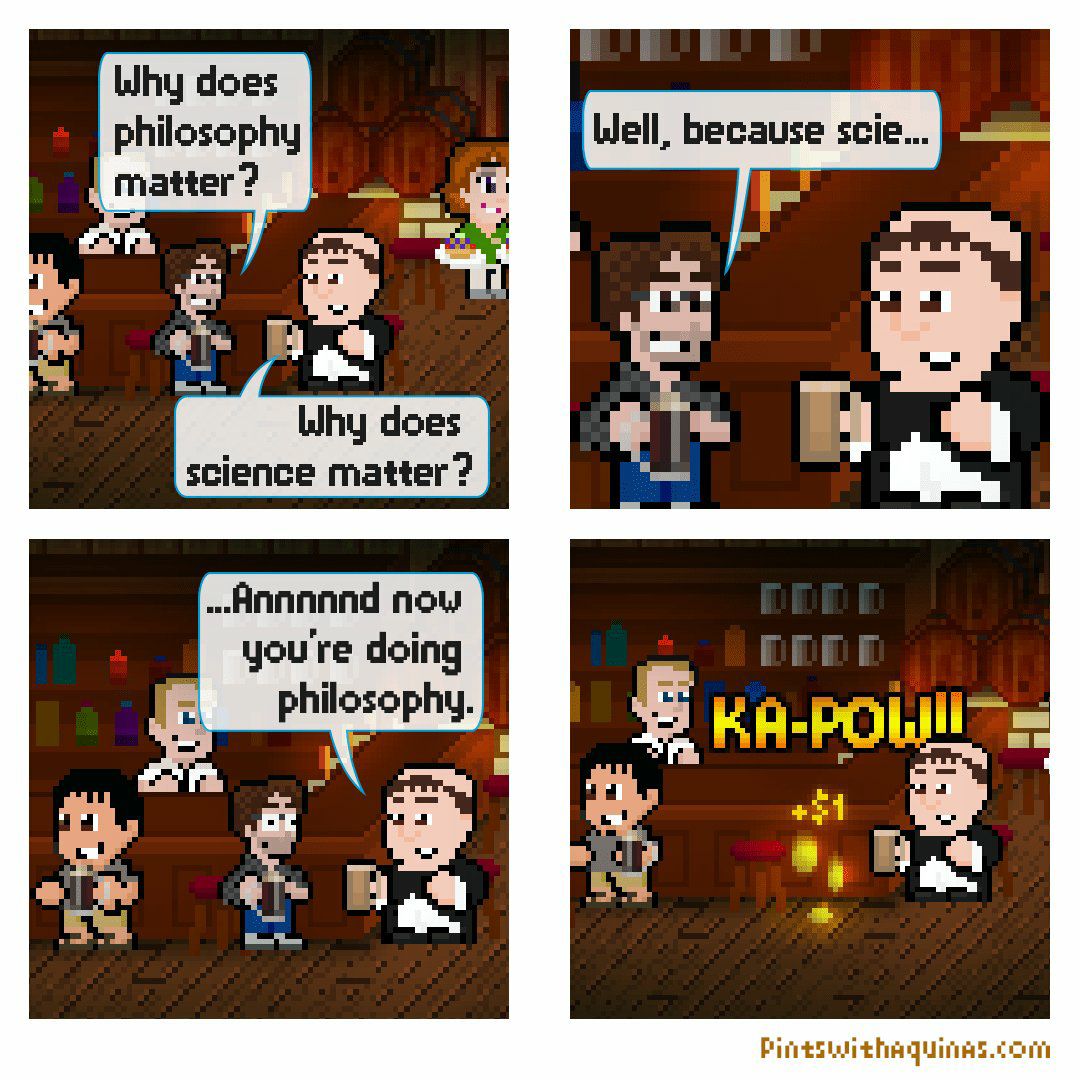 Why does
philosophy
matter?
Why does
science matter?
Well, because scie...
...Annnnnd now
you're doing
philosophy.
KA-POW!!
+$1
Pintswithaquinas.com